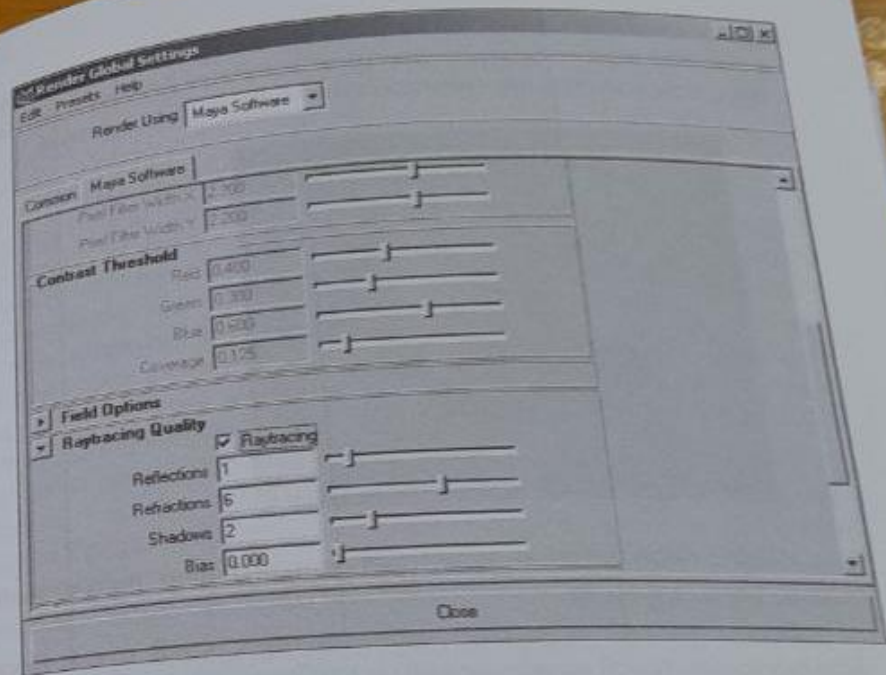 Render Global Settings
Edit Presets Help
Render Using Maya Software
Common Maya Software
Pixel Filter Width X 2.200
Pixel Filter Width Y 2.200
Contrast Threshold
Red 0.400
Green 0.300
Blue 0.600
Coverage 0.125
Field Options
Raytracing Quality
Raytracing
Reflections 1
Refractions 6
Shadows 2
Bias 0.000
Close